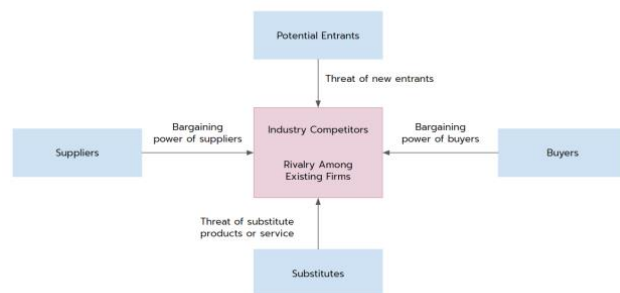 Potential Entrants
Threat of new entrants
Bargaining
power of suppliers
Industry Competitors
Bargaining
power of buyers
Suppliers
Rivalry Among
Existing Firms
Buyers
Threat of substitute
products or service
Substitutes